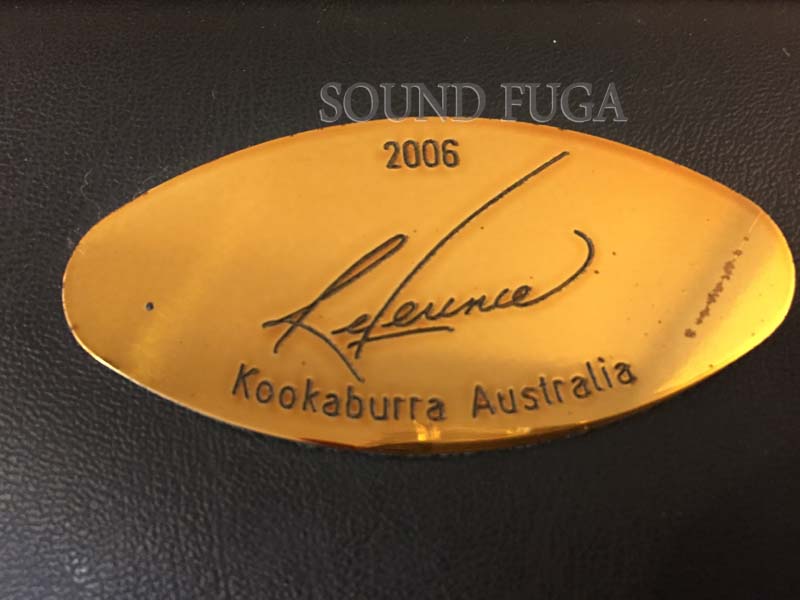 SOUND FUGA
2006
Reference
Kookaburra Australia